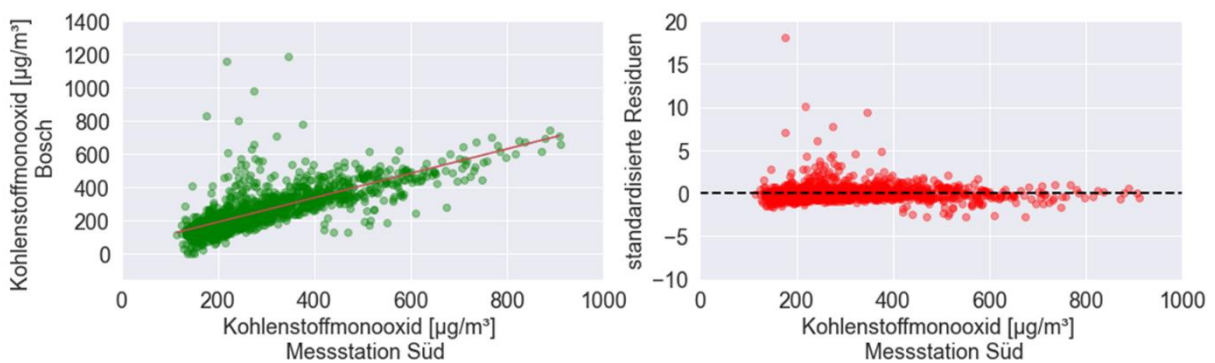 Kohlenstoffmonooxid [µg/m³]
Bosch
1400
1200
1000
800
600
400
200
0
0 200 400 600 800 1000
Kohlenstoffmonooxid [µg/m³]
Messstation Süd
standardisierte Residuen
20
15
10
5
0
−5
−10
0 200 400 600 800 1000
Kohlenstoffmonooxid [µg/m³]
Messstation Süd